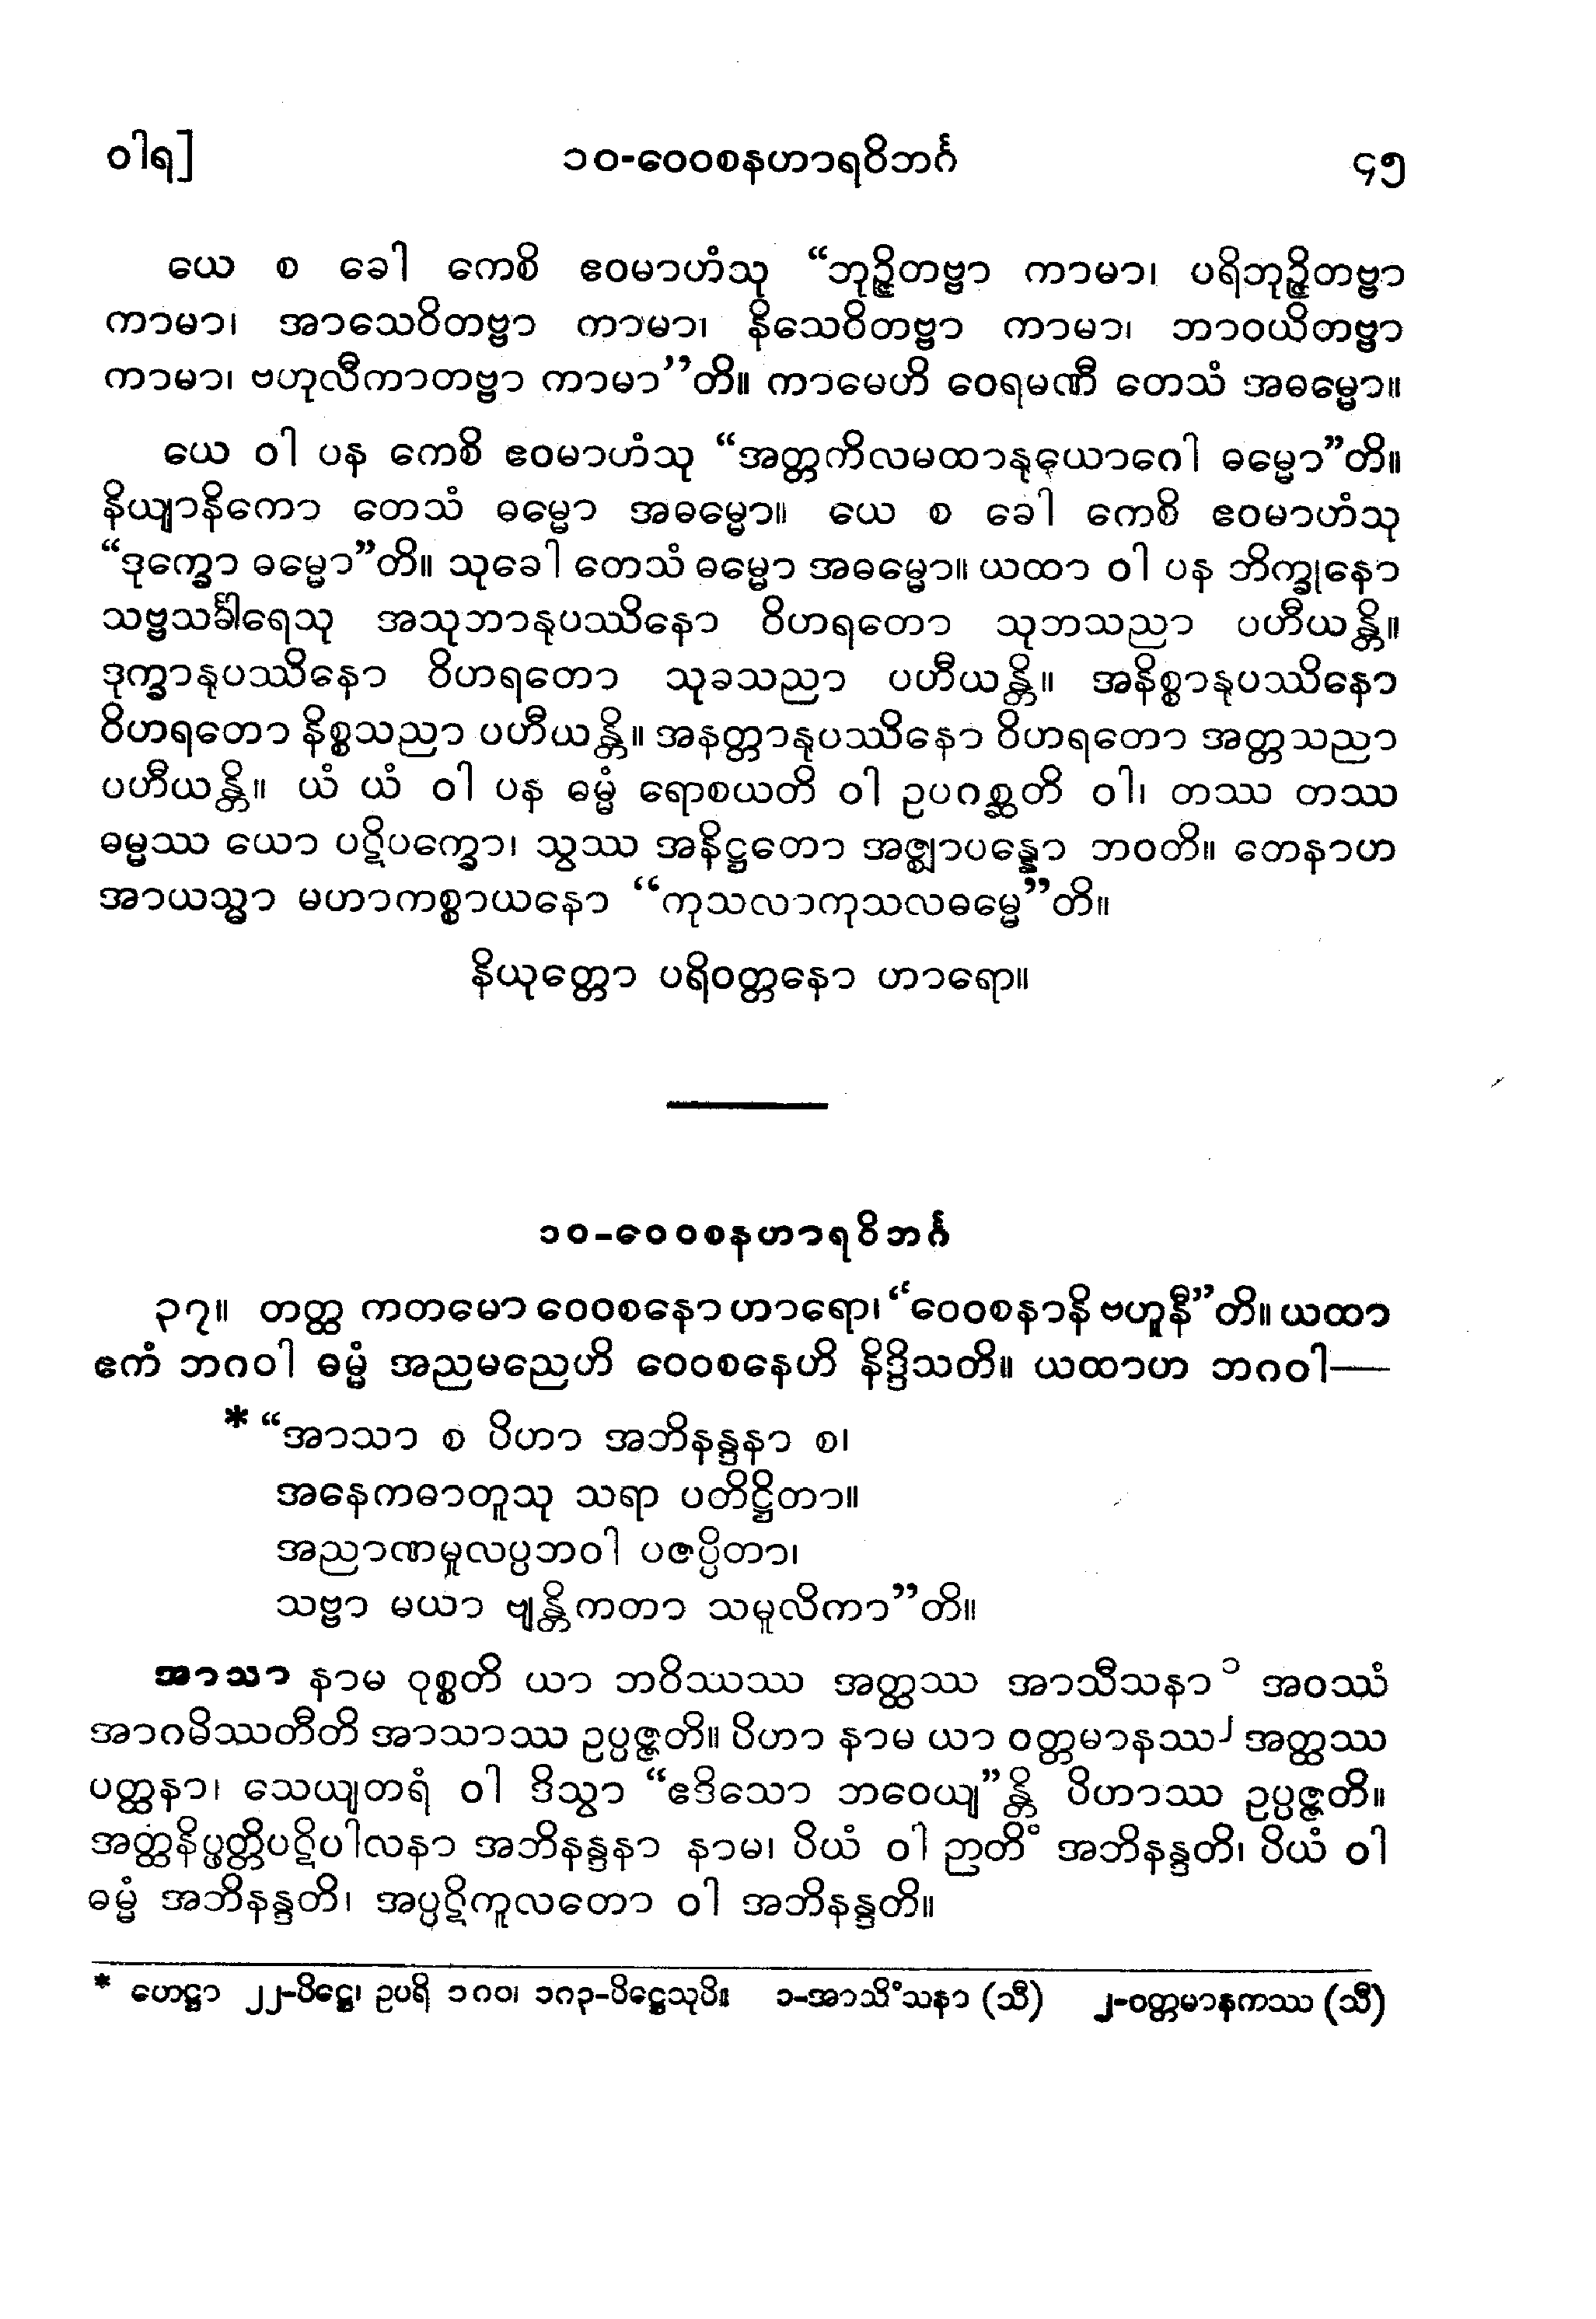 ဝါရ]
၁၀-ဝေဝစနဟာရဝိဘင်္ဂ
၄၅
ယေ စ ခေါ ကေစိ ဧဝမာဟံသု “ဘုဉ္ဇိတဗ္ဗာ ကာမာ၊ ပရိဘုဉ္ဇိတဗ္ဗာ
ကာမာ၊ အာသေဝိတဗ္ဗာ ကာမာ၊ နိသေဝိတဗ္ဗာ ကာမာ၊ ဘာဝယိတဗ္ဗာ
ကာမာ၊ ဗဟုလီကာတဗ္ဗာ ကာမာ”တိ။ ကာမေဟိ ဝေရမဏီ တေသံ အဓမ္မော။
ယေ ဝါ ပန ကေစိ ဧဝမာဟံသု “အတ္တကိလမထာနုယောဂေါ ဓမ္မော”တိ။
နိယျာနိကော တေသံ ဓမ္မော အဓမ္မော။ ယေ စ ခေါ ကေစိ ဧဝမာဟံသု
“ဒုက္ခော ဓမ္မော”တိ။ သုခေါ တေသံ ဓမ္မော အဓမ္မော။ ယထာ ဝါ ပန ဘိက္ခုနော
သဗ္ဗသင်္ခါရေသု အသုဘာနုပဿိနော ဝိဟရတော သုဘသညာ ပဟီယန္တိ။
ဒုက္ခာနုပဿိနော ဝိဟရတော သုခသညာ ပဟီယန္တိ။ အနိစ္စာနုပဿိနော
ဝိဟရတော နိစ္စသညာ ပဟီယန္တိ။ အနတ္တာနုပဿိနော ဝိဟရတော အတ္တသညာ
ပဟီယန္တိ။ ယံ ယံ ဝါ ပန ဓမ္မံ ရောစယတိ ဝါ ဥပဂစ္ဆတိ ဝါ၊ တဿ တဿ
ဓမ္မဿ ယော ပဋိပက္ခော၊ သွဿ အနိဋ္ဌတော အဇ္ဈာပန္နော ဘဝတိ။ တေနာဟ
အာယသ္မာ မဟာကစ္စာယနော “ကုသလာကုသလဓမ္မေ”တိ။
နိယုတ္တော ပရိဝတ္တနော ဟာရော။
၁၀-ဝေဝစနဟာရဝိဘင်္ဂ
၃၇။ တတ္ထ ကတမော ဝေဝစနော ဟာရော၊ “ဝေဝစနာနိ ဗဟူနီ”တိ။ ယထာ
ဧကံ ဘဂဝါ ဓမ္မံ အညမညေဟိ ဝေဝစနေဟိ နိဒ္ဒိသတိ။ ယထာဟ ဘဂဝါ—
* “အာသာ စ ပိဟာ အဘိနန္ဒနာ စ၊
အနေကဓာတူသု သရာ ပတိဋ္ဌိတာ။
အညာဏမူလပ္ပဘဝါ ပဇပ္ပိတာ၊
သဗ္ဗာ မယာ ဗျန္တိကတာ သမူလိကာ”တိ။
အာသာ နာမ ဝုစ္စတိ ယာ ဘဝိဿဿ အတ္ထဿ အာသီသနာ ၁ အဝဿံ
အာဂမိဿတီတိ အာသာဿ ဥပ္ပဇ္ဇတိ။ ပိဟာ နာမ ယာ ဝတ္တမာနဿ ၂ အတ္ထဿ
ပတ္ထနာ၊ သေယျတရံ ဝါ ဒိသွာ “ဧဒိသော ဘဝေယျ”န္တိ ပိဟာဿ ဥပ္ပဇ္ဇတိ။
အတ္ထနိပ္ဖတ္တိပဋိပါလနာ အဘိနန္ဒနာ နာမ၊ ပိယံ ဝါ ဉာတိံ အဘိနန္ဒတိ၊ ပိယံ ဝါ
ဓမ္မံ အဘိနန္ဒတိ၊ အပ္ပဋိကူလတော ဝါ အဘိနန္ဒတိ။
* ဟေဋ္ဌာ ၂၂-ပိဋ္ဌေ၊ ဥပရိ ၁၀၀၊ ၁၀၃-ပိဋ္ဌေသုပိ။ ၁-အာသိံသနာ (သီ) ၂-ဝတ္တမာနကဿ (သီ)